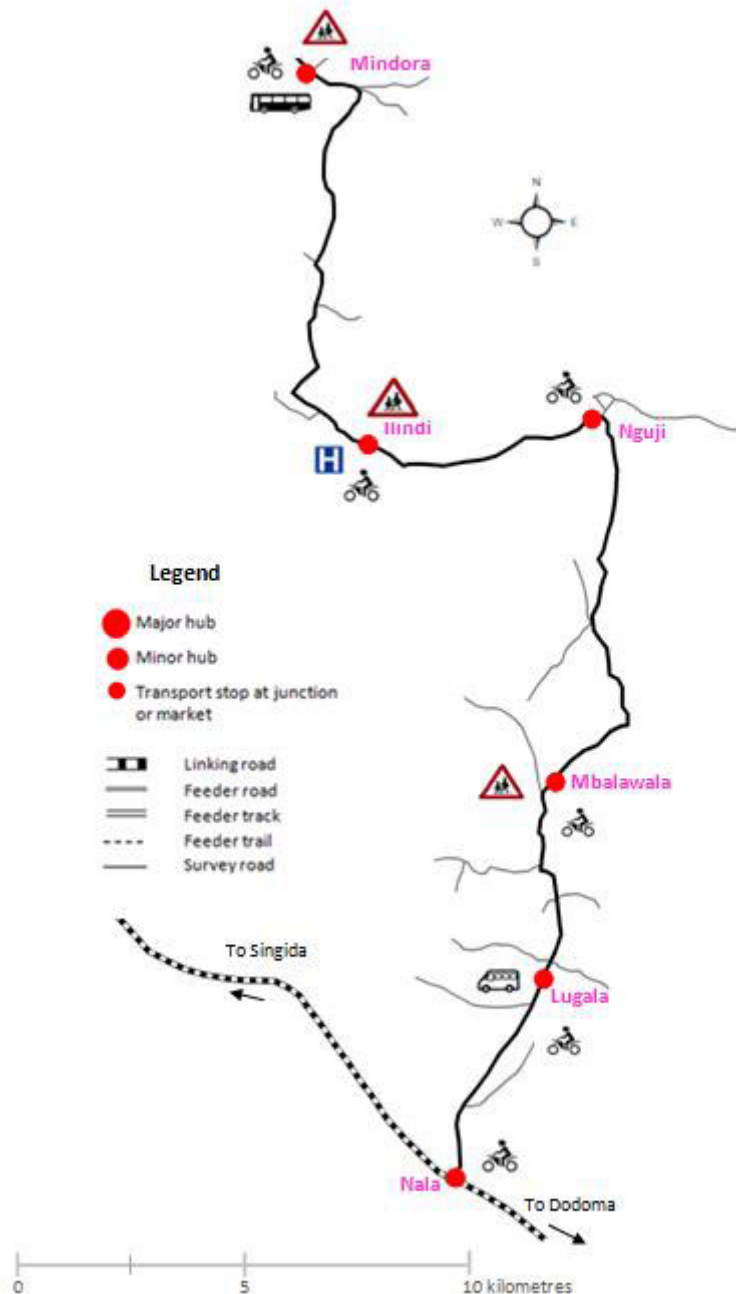 Mindora
N
W
E
S
Ilindi
Nguji
H
Legend
Major hub
Minor hub
Transport stop at junction
or market
Linking road
Feeder road
Feeder track
Feeder trail
Survey road
Mbalawala
To Singida
Lugala
Nala
To Dodoma
0
5
10 kilometres